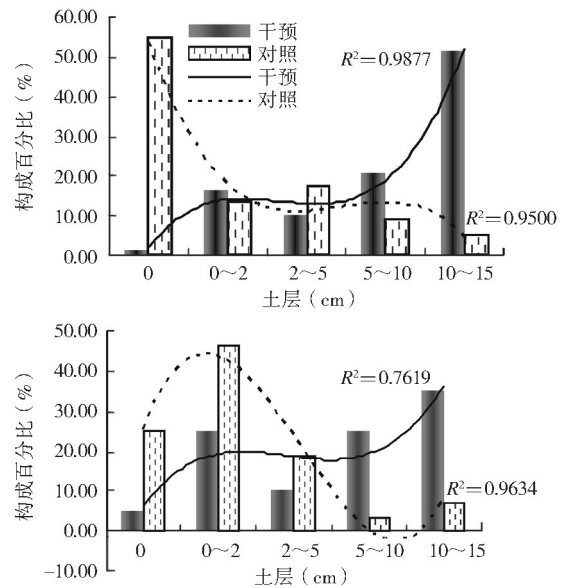 60.00
50.00
40.00
30.00
20.00
10.00
0.00
构成百分比（%）
干预
对照
干预
对照
R²=0.9877
R²=0.9500
0 0～2 2～5 5～10 10～15
土层（cm）
50.00
40.00
30.00
20.00
10.00
0.00
−10.00
构成百分比（%）
R²=0.7619
R²=0.9634
0 0～2 2～5 5～10 10～15
土层（cm）